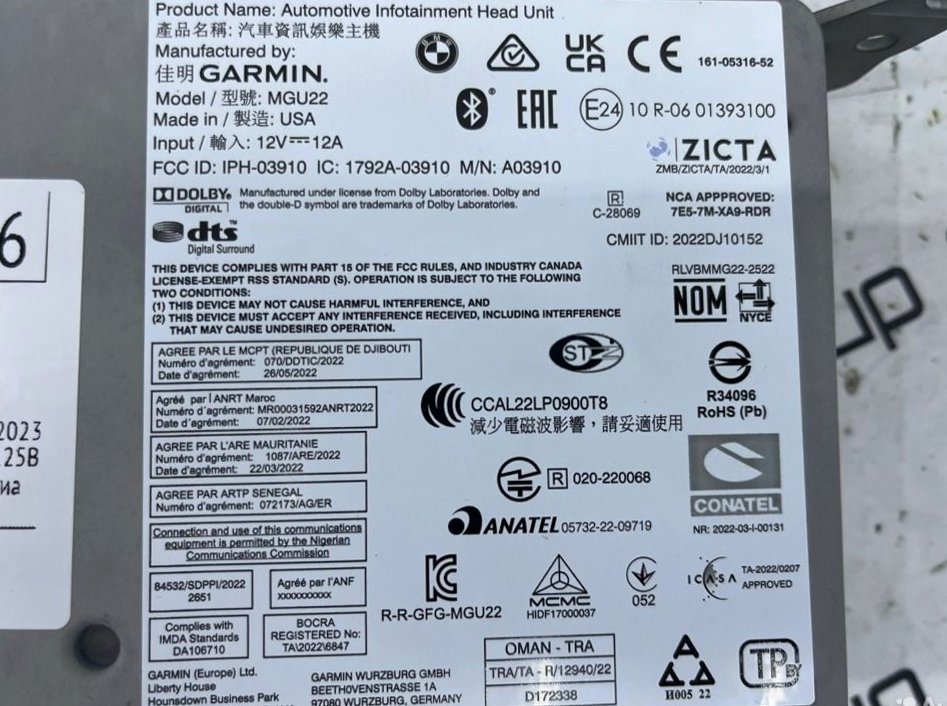 Product Name: Automotive Infotainment Head Unit
產品名稱: 汽車資訊娛樂主機
Manufactured by:
佳明 GARMIN.
Model / 型號: MGU22
Made in / 製造: USA
Input / 輸入: 12V⎓12A
FCC ID: IPH-03910 IC: 1792A-03910 M/N: A03910
BMW
UK
CA
CE
161-05316-52
EAC
E24 10 R-06 01393100
ZICTA
ZMB/ZICTA/TA/2022/3/1
DOLBY
DIGITAL
Manufactured under license from Dolby Laboratories. Dolby and
the double-D symbol are trademarks of Dolby Laboratories.
R
C-28069
NCA APPPROVED:
7E5-7M-XA9-RDR
dts™
Digital Surround
CMIIT ID: 2022DJ10152
THIS DEVICE COMPLIES WITH PART 15 OF THE FCC RULES, AND INDUSTRY CANADA
LICENSE-EXEMPT RSS STANDARD (S). OPERATION IS SUBJECT TO THE FOLLOWING
TWO CONDITIONS:
(1) THIS DEVICE MAY NOT CAUSE HARMFUL INTERFERENCE, AND
(2) THIS DEVICE MUST ACCEPT ANY INTERFERENCE RECEIVED, INCLUDING INTERFERENCE
THAT MAY CAUSE UNDESIRED OPERATION.
RLVBMMG22-2522
NOM
NYCE
AGREE PAR LE MCPT (REPUBLIQUE DE DJIBOUTI
Numéro d'agrément: 070/DDTIC/2022
Date d'agrément: 26/05/2022
Agréé par l ANRT Maroc
Numéro d'agrément: MR00031592ANRT2022
Date d'agrément: 07/02/2022
CCAL22LP0900T8
減少電磁波影響，請妥適使用
R34096
RoHS (Pb)
AGREE PAR L'ARE MAURITANIE
Numéro d'agrément: 1087/ARE/2022
Date d'agrément: 22/03/2022
R 020-220068
CONATEL
NR: 2022-03-I-00131
AGREE PAR ARTP SENEGAL
Numéro d'agrément: 072173/AG/ER
ANATEL 05732-22-09719
Connection and use of this communications
equipment is permitted by the Nigerian
Communications Commission
84532/SDPPI/2022
2651
Agréé par l'ANF
xxxxxxxxxx
R-R-GFG-MGU22
MCMC
HIDF17000037
052
ICASA
TA-2022/0207
APPROVED
Complies with
IMDA Standards
DA106710
BOCRA
REGISTERED No:
TA\2022\6847
OMAN - TRA
TRA/TA - R/12940/22
D172338
H005 22
TP BY
GARMIN (Europe) Ltd.
Liberty House
Hounsdown Business Park
GARMIN WURZBURG GMBH
BEETHOVENSTRASSE 1A
97080 WURZBURG, GERMANY
6
2023
25B